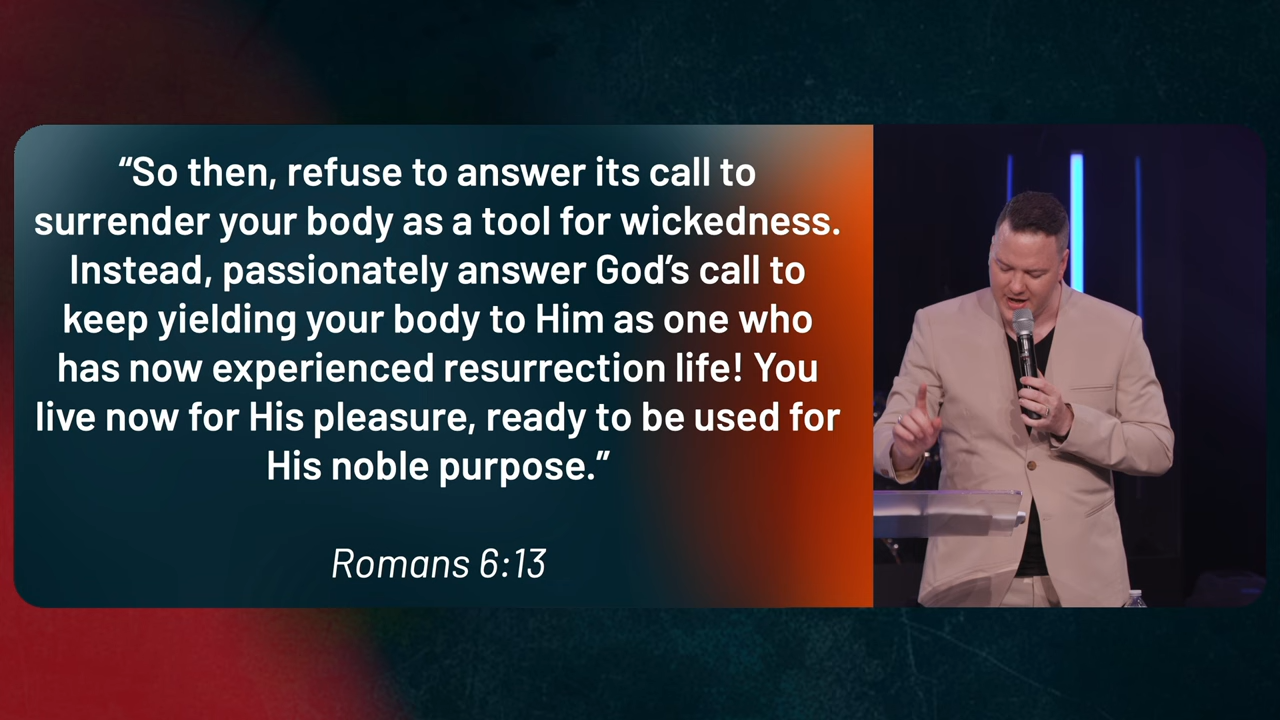 “So then, refuse to answer its call to
surrender your body as a tool for wickedness.
Instead, passionately answer God’s call to
keep yielding your body to Him as one who
has now experienced resurrection life! You
live now for His pleasure, ready to be used for
His noble purpose.”
Romans 6:13